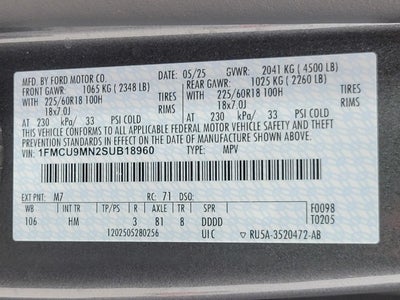 MFD. BY FORD MOTOR CO. 05/25 GVWR: 2041 KG ( 4500 LB)
FRONT GAWR: 1065 KG ( 2348 LB) REAR GAWR: 1025 KG ( 2260 LB)
WITH 225/60R18 100H TIRES WITH 225/60R18 100H TIRES
18x7.0J RIMS 18x7.0J RIMS
AT 230 kPa/ 33 PSI COLD AT 230 kPa/ 33 PSI COLD
THIS VEHICLE CONFORMS TO ALL APPLICABLE FEDERAL MOTOR VEHICLE SAFETY AND THEFT
PREVENTION STANDARDS IN EFFECT ON THE DATE OF MANUFACTURE SHOWN ABOVE.
VIN: 1FMCU9MN2SUB18960 TYPE: MPV
EXT PNT: M7 RC: 71 DSO:
WB INT TR TP/PS R AXLE TR SPR F0098
106 HM 3 81 8 DDDD T0205
1202505280256 UIC ▽ RU5A-3520472-AB